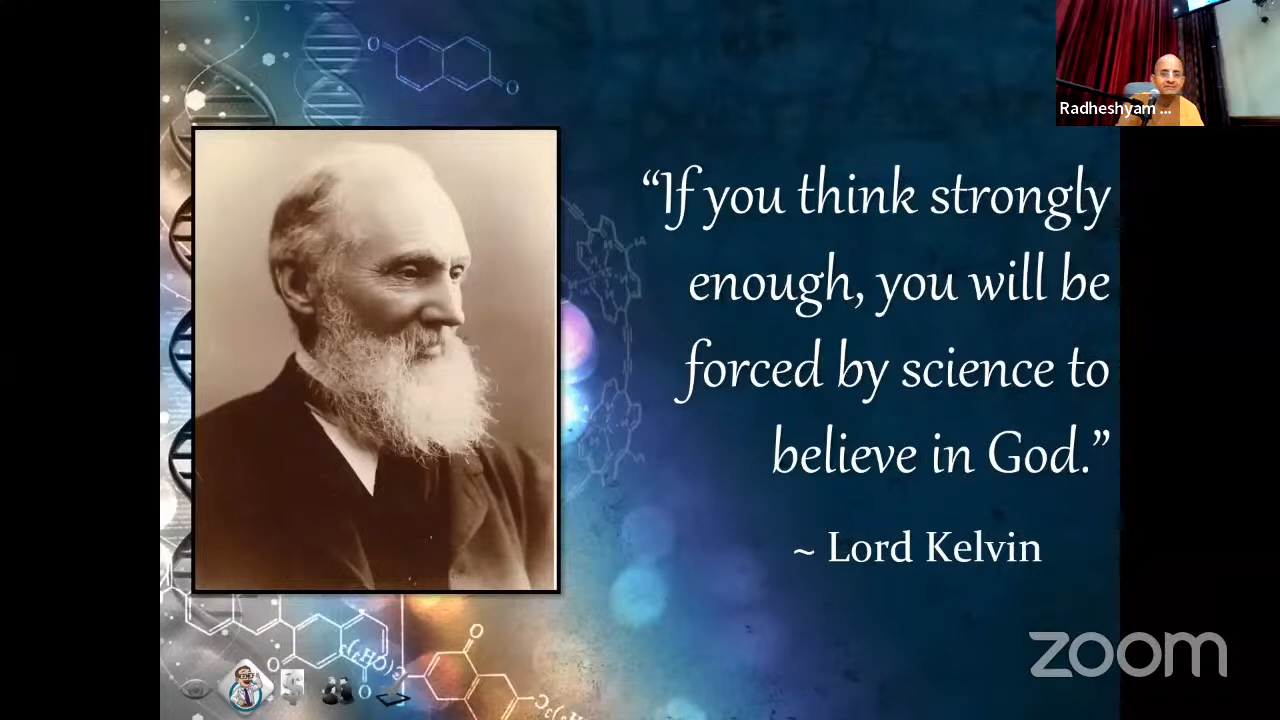 Radheshyam ...
“If you think strongly
enough, you will be
forced by science to
believe in God.”
~ Lord Kelvin
zoom
O
O
O
O
O